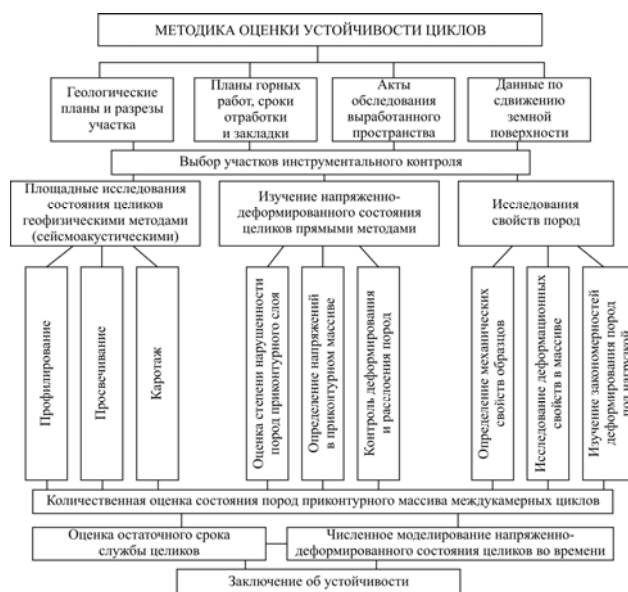 МЕТОДИКА ОЦЕНКИ УСТОЙЧИВОСТИ ЦИКЛОВ
Геологические
планы и разрезы
участка
Планы горных
работ, сроки
отработки
и закладки
Акты
обследования
выработанного
пространства
Данные по
сдвижению
земной
поверхности
Выбор участков инструментального контроля
Площадные исследования
состояния целиков
геофизическими методами
(сейсмоакустическими)
Изучение напряженно-
деформированного состояния
целиков прямыми методами
Исследования
свойств пород
Профилирование
Просвечивание
Каротаж
Оценка степени нарушенности
пород приконтурного слоя
Определение напряжений
в приконтурном массиве
Контроль деформирования
и расслоения пород
Определение механических
свойств образцов
Исследование деформационных
свойств в массиве
Изучение закономерностей
деформирования пород
под нагрузкой
Количественная оценка состояния пород приконтурного массива междукамерных циклов
Оценка остаточного срока
службы целиков
Численное моделирование напряженно-
деформированного состояния целиков во времени
Заключение об устойчивости